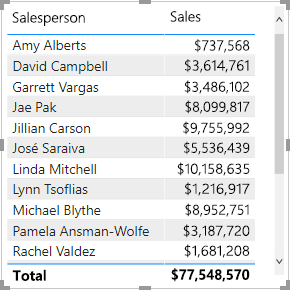 Salesperson Sales
Amy Alberts $737,568
David Campbell $3,614,761
Garrett Vargas $3,486,102
Jae Pak $8,099,817
Jillian Carson $9,755,992
José Saraiva $5,536,439
Linda Mitchell $10,158,635
Lynn Tsoflias $1,216,917
Michael Blythe $8,952,751
Pamela Ansman-Wolfe $3,187,720
Rachel Valdez $1,681,208
Total $77,548,570